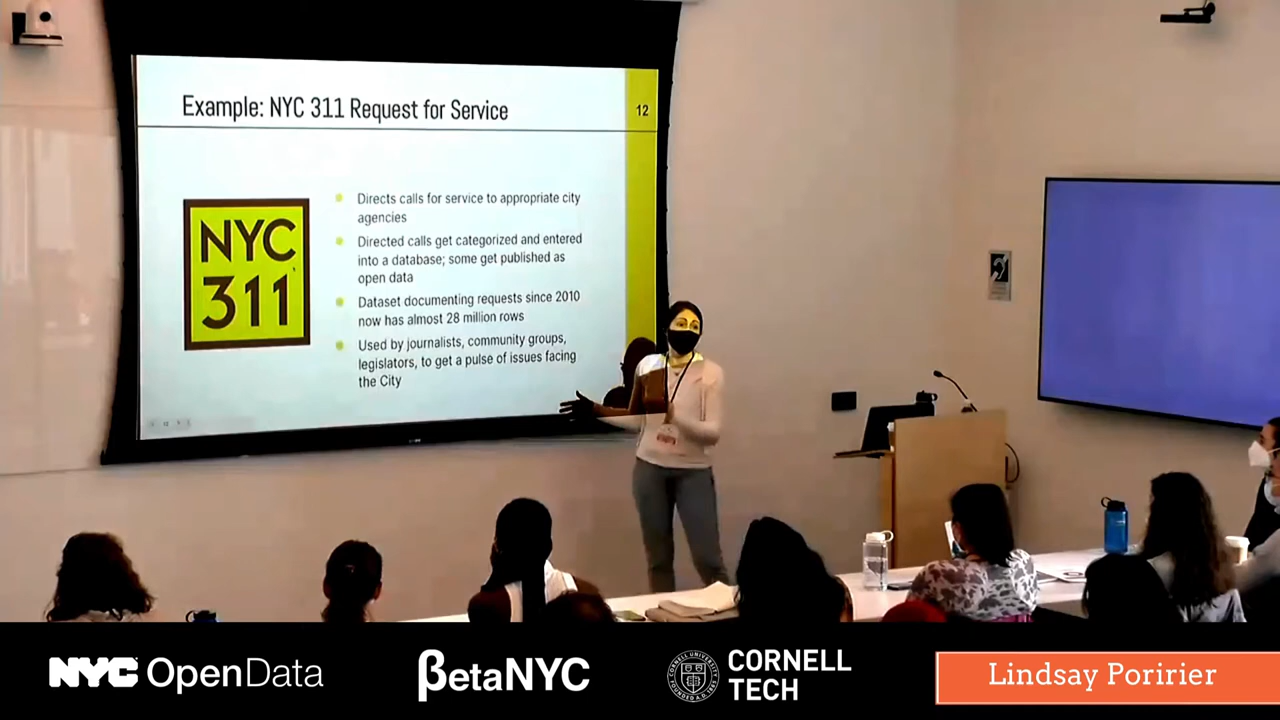 Example: NYC 311 Request for Service
12
NYC
311
Directs calls for service to appropriate city
agencies
Directed calls get categorized and entered
into a database; some get published as
open data
Dataset documenting requests since 2010
now has almost 28 million rows
Used by journalists, community groups,
legislators, to get a pulse of issues facing
the City
NYC OpenData
βetaNYC
CORNELL
TECH
Lindsay Poririer